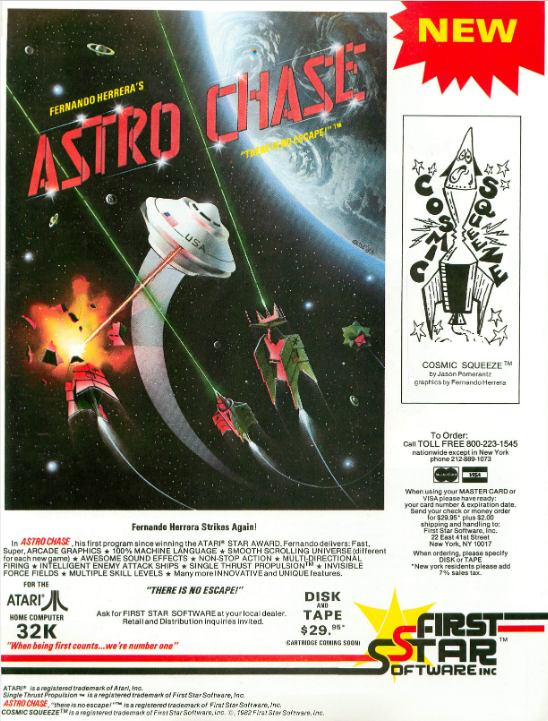 NEW
FERNANDO HERRERA'S
ASTRO CHASE
"THERE IS NO ESCAPE!"™
USA
COSMIC
SQUEEZE
COSMIC SQUEEZE™
by Jason Pomerantz
graphics by Fernando Herrera
To Order:
Call TOLL FREE 800-223-1545
nationwide except in New York
phone 212-889-1073
MasterCard
VISA
When using your MASTER CARD or
VISA please have ready:
your card number & expiration date.
Send your check or money order
for $29.95* plus $2.00
shipping and handling to:
First Star Software, Inc.
22 East 41st Street
New York, NY 10017
When ordering, please specify
DISK or TAPE
*New york residents please add
7% sales tax.
Fernando Herrera Strikes Again!
In ASTRO CHASE, his first program since winning the ATARI® STAR AWARD, Fernando delivers: Fast,
Super, ARCADE GRAPHICS ★ 100% MACHINE LANGUAGE ★ SMOOTH SCROLLING UNIVERSE (different
for each new game) ★ AWESOME SOUND EFFECTS ★ NON-STOP ACTION ★ MULTI-DIRECTIONAL
FIRING ★ INTELLIGENT ENEMY ATTACK SHIPS ★ SINGLE THRUST PROPULSION™ ★ INVISIBLE
FORCE FIELDS ★ MULTIPLE SKILL LEVELS ★ Many more INNOVATIVE and UNIQUE features.
FOR THE
ATARI®
HOME COMPUTER
32K
"When being first counts...we're number one"
"THERE IS NO ESCAPE!"
Ask for FIRST STAR SOFTWARE at your local dealer.
Retail and Distribution inquiries invited.
DISK
AND
TAPE
$29.95*
(CARTRIDGE COMING SOON)
FIRST
STAR™
SOFTWARE INC
ATARI® is a registered trademark of Atari, Inc.
Single Thrust Propulsion ™ is a registered trademark of First Star Software, Inc.
ASTRO CHASE, "there is no escape!"™ is a registered trademark of First Star Software, Inc.
COSMIC SQUEEZE™ is a registered trademark of First Star Software, Inc. ©, 1982 First Star Software, Inc.